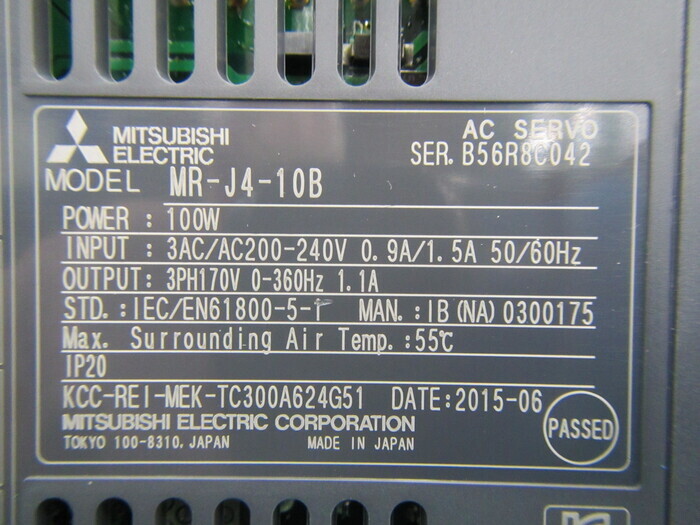 MITSUBISHI
ELECTRIC
AC SERVO
SER. B56R8C042
MODEL MR-J4-10B
POWER : 100W
INPUT : 3AC/AC200-240V 0.9A/1.5A 50/60Hz
OUTPUT: 3PH170V 0-360Hz 1.1A
STD. :IEC/EN61800-5-1 MAN. :IB(NA)0300175
Max. Surrounding Air Temp. :55℃
IP20
KCC-REI-MEK-TC300A624G51 DATE:2015-06
MITSUBISHI ELECTRIC CORPORATION
TOKYO 100-8310, JAPAN MADE IN JAPAN
PASSED